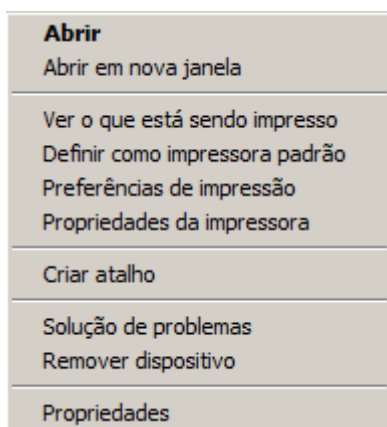 Abrir
Abrir em nova janela
Ver o que está sendo impresso
Definir como impressora padrão
Preferências de impressão
Propriedades da impressora
Criar atalho
Solução de problemas
Remover dispositivo
Propriedades